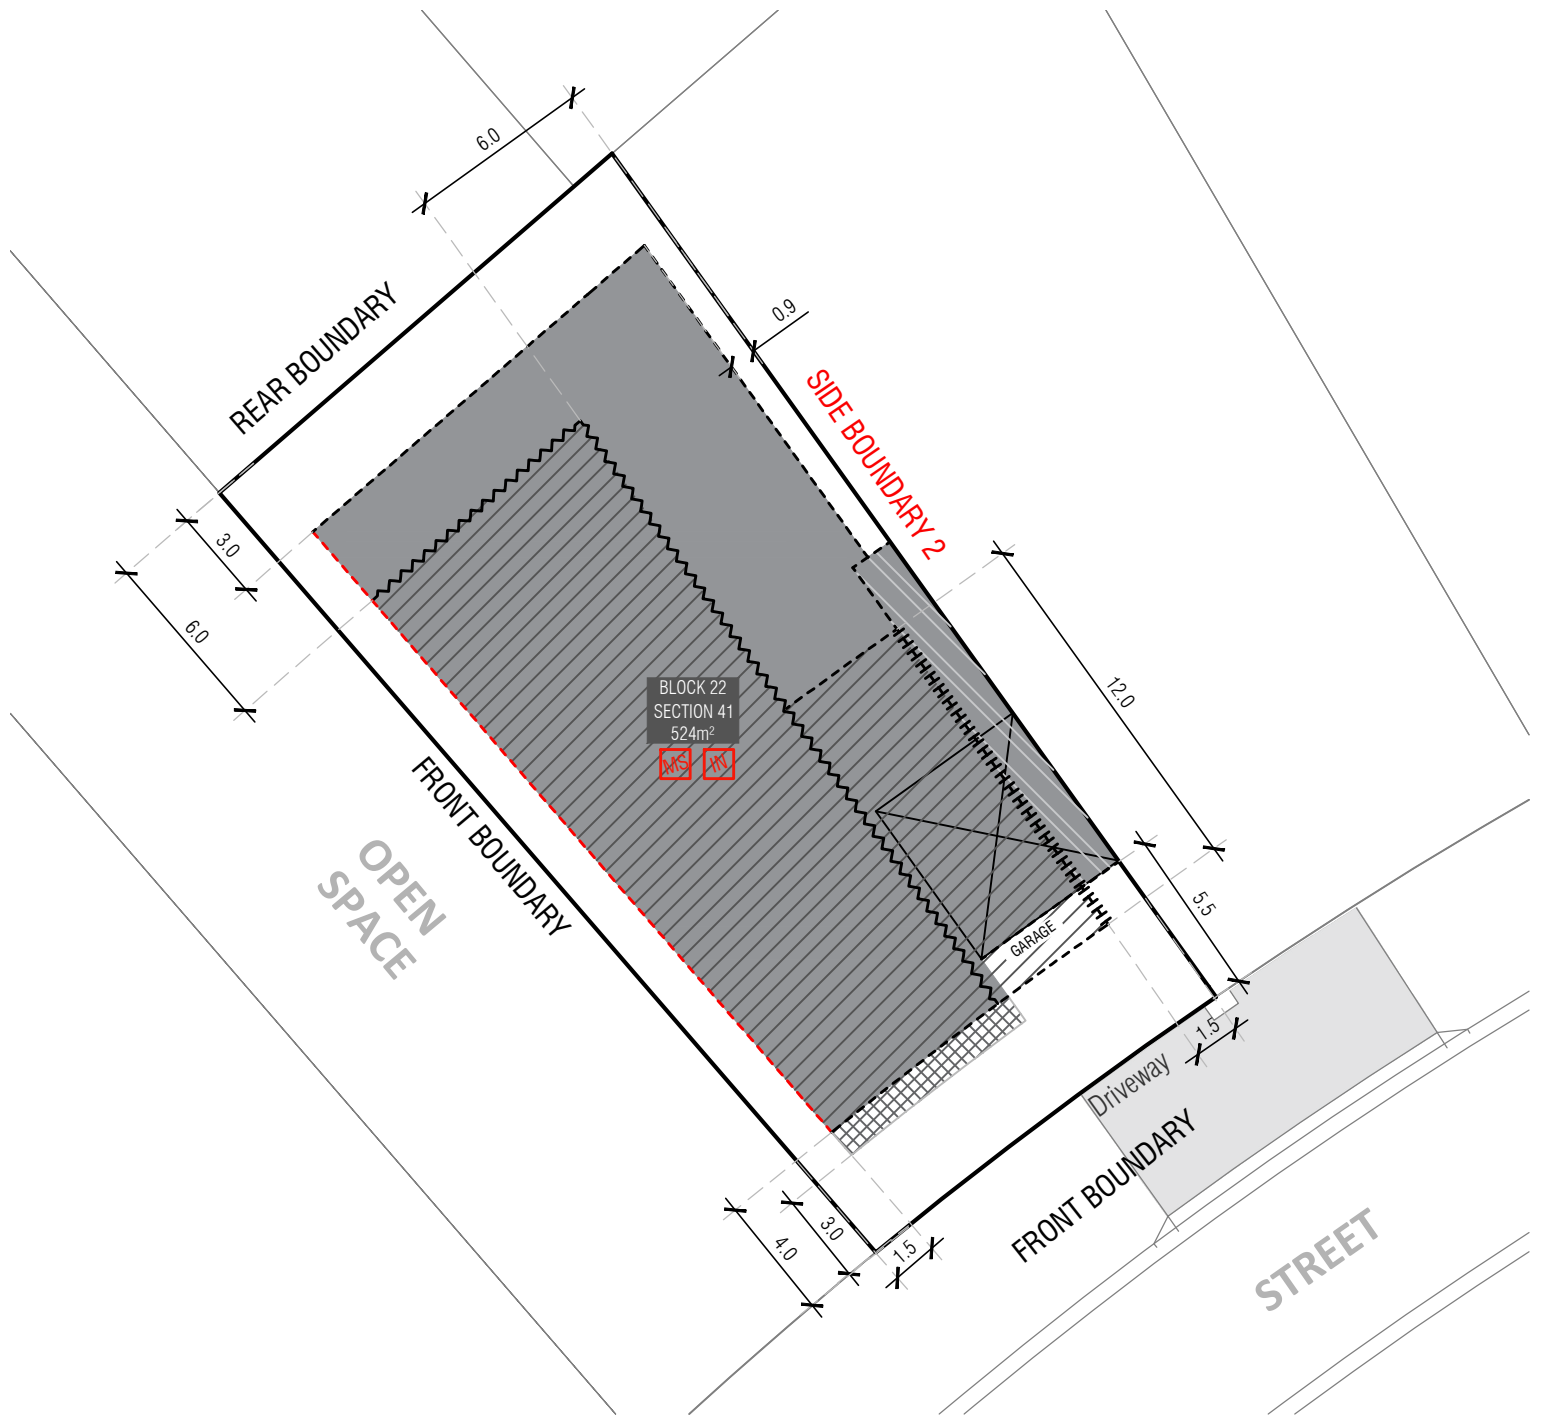 6.0
REAR BOUNDARY
0.9
SIDE BOUNDARY 2
3.0
6.0
12.0
BLOCK 22
SECTION 41
524m²
MS IN
FRONT BOUNDARY
OPEN
SPACE
5.5
GARAGE
1.5
Driveway
FRONT BOUNDARY
3.0
4.0
1.5
STREET